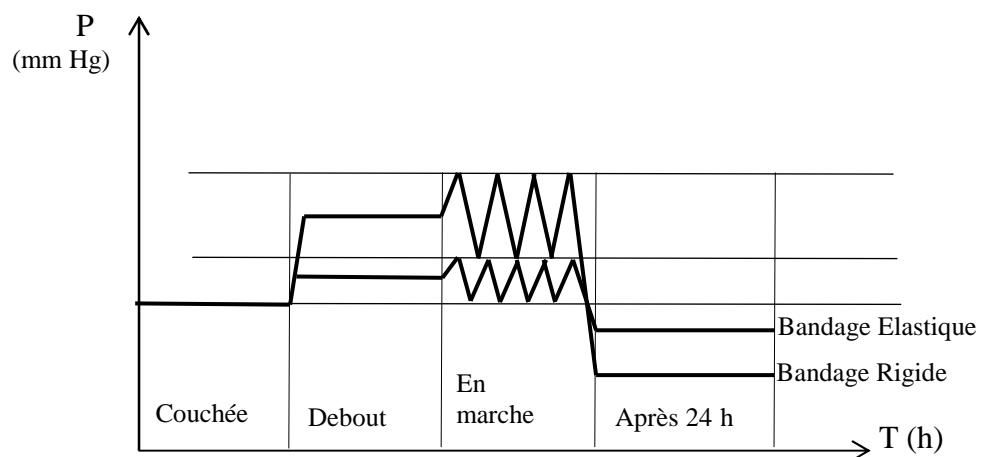 P
(mm Hg)
Bandage Elastique
Bandage Rigide
Couchée
Debout
En
marche
Après 24 h
T (h)